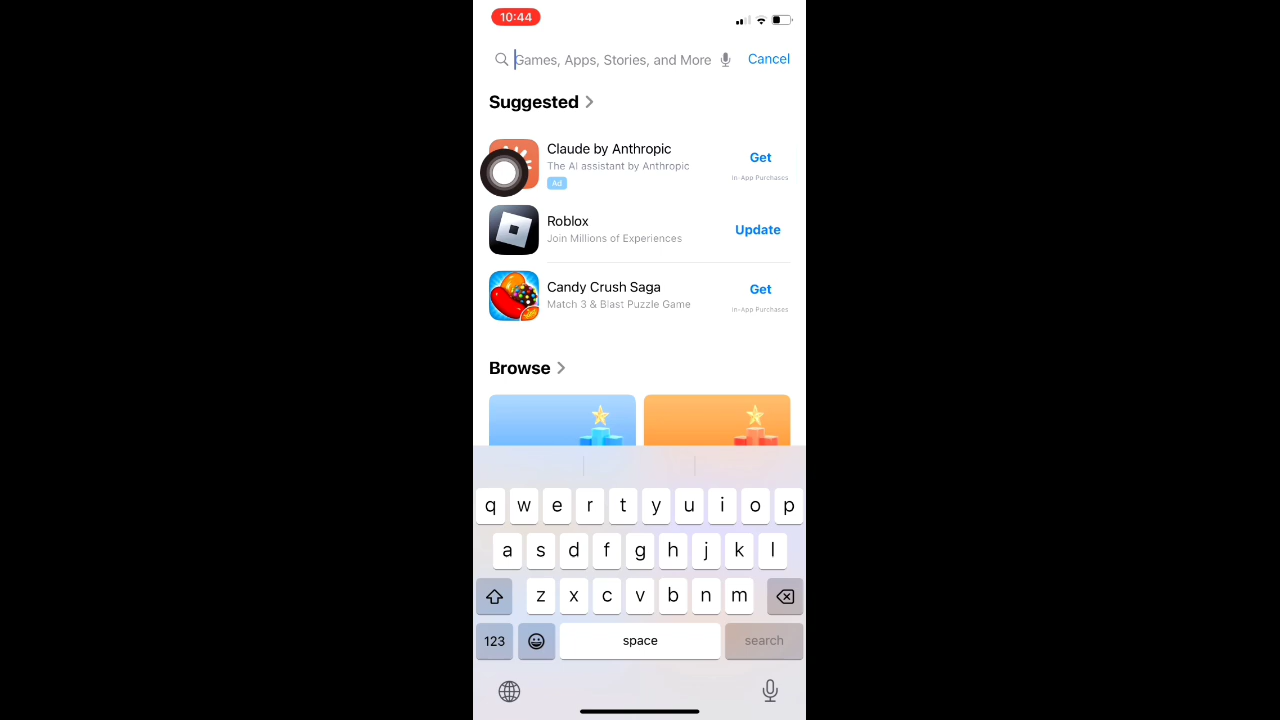 10:44
Games, Apps, Stories, and More
Cancel
Suggested
Claude by Anthropic
The AI assistant by Anthropic
Ad
Get
In-App Purchases
Roblox
Join Millions of Experiences
Update
Candy Crush Saga
Match 3 & Blast Puzzle Game
Get
In-App Purchases
Browse
q w e r t y u i o p
a s d f g h j k l
z x c v b n m
123
space
search